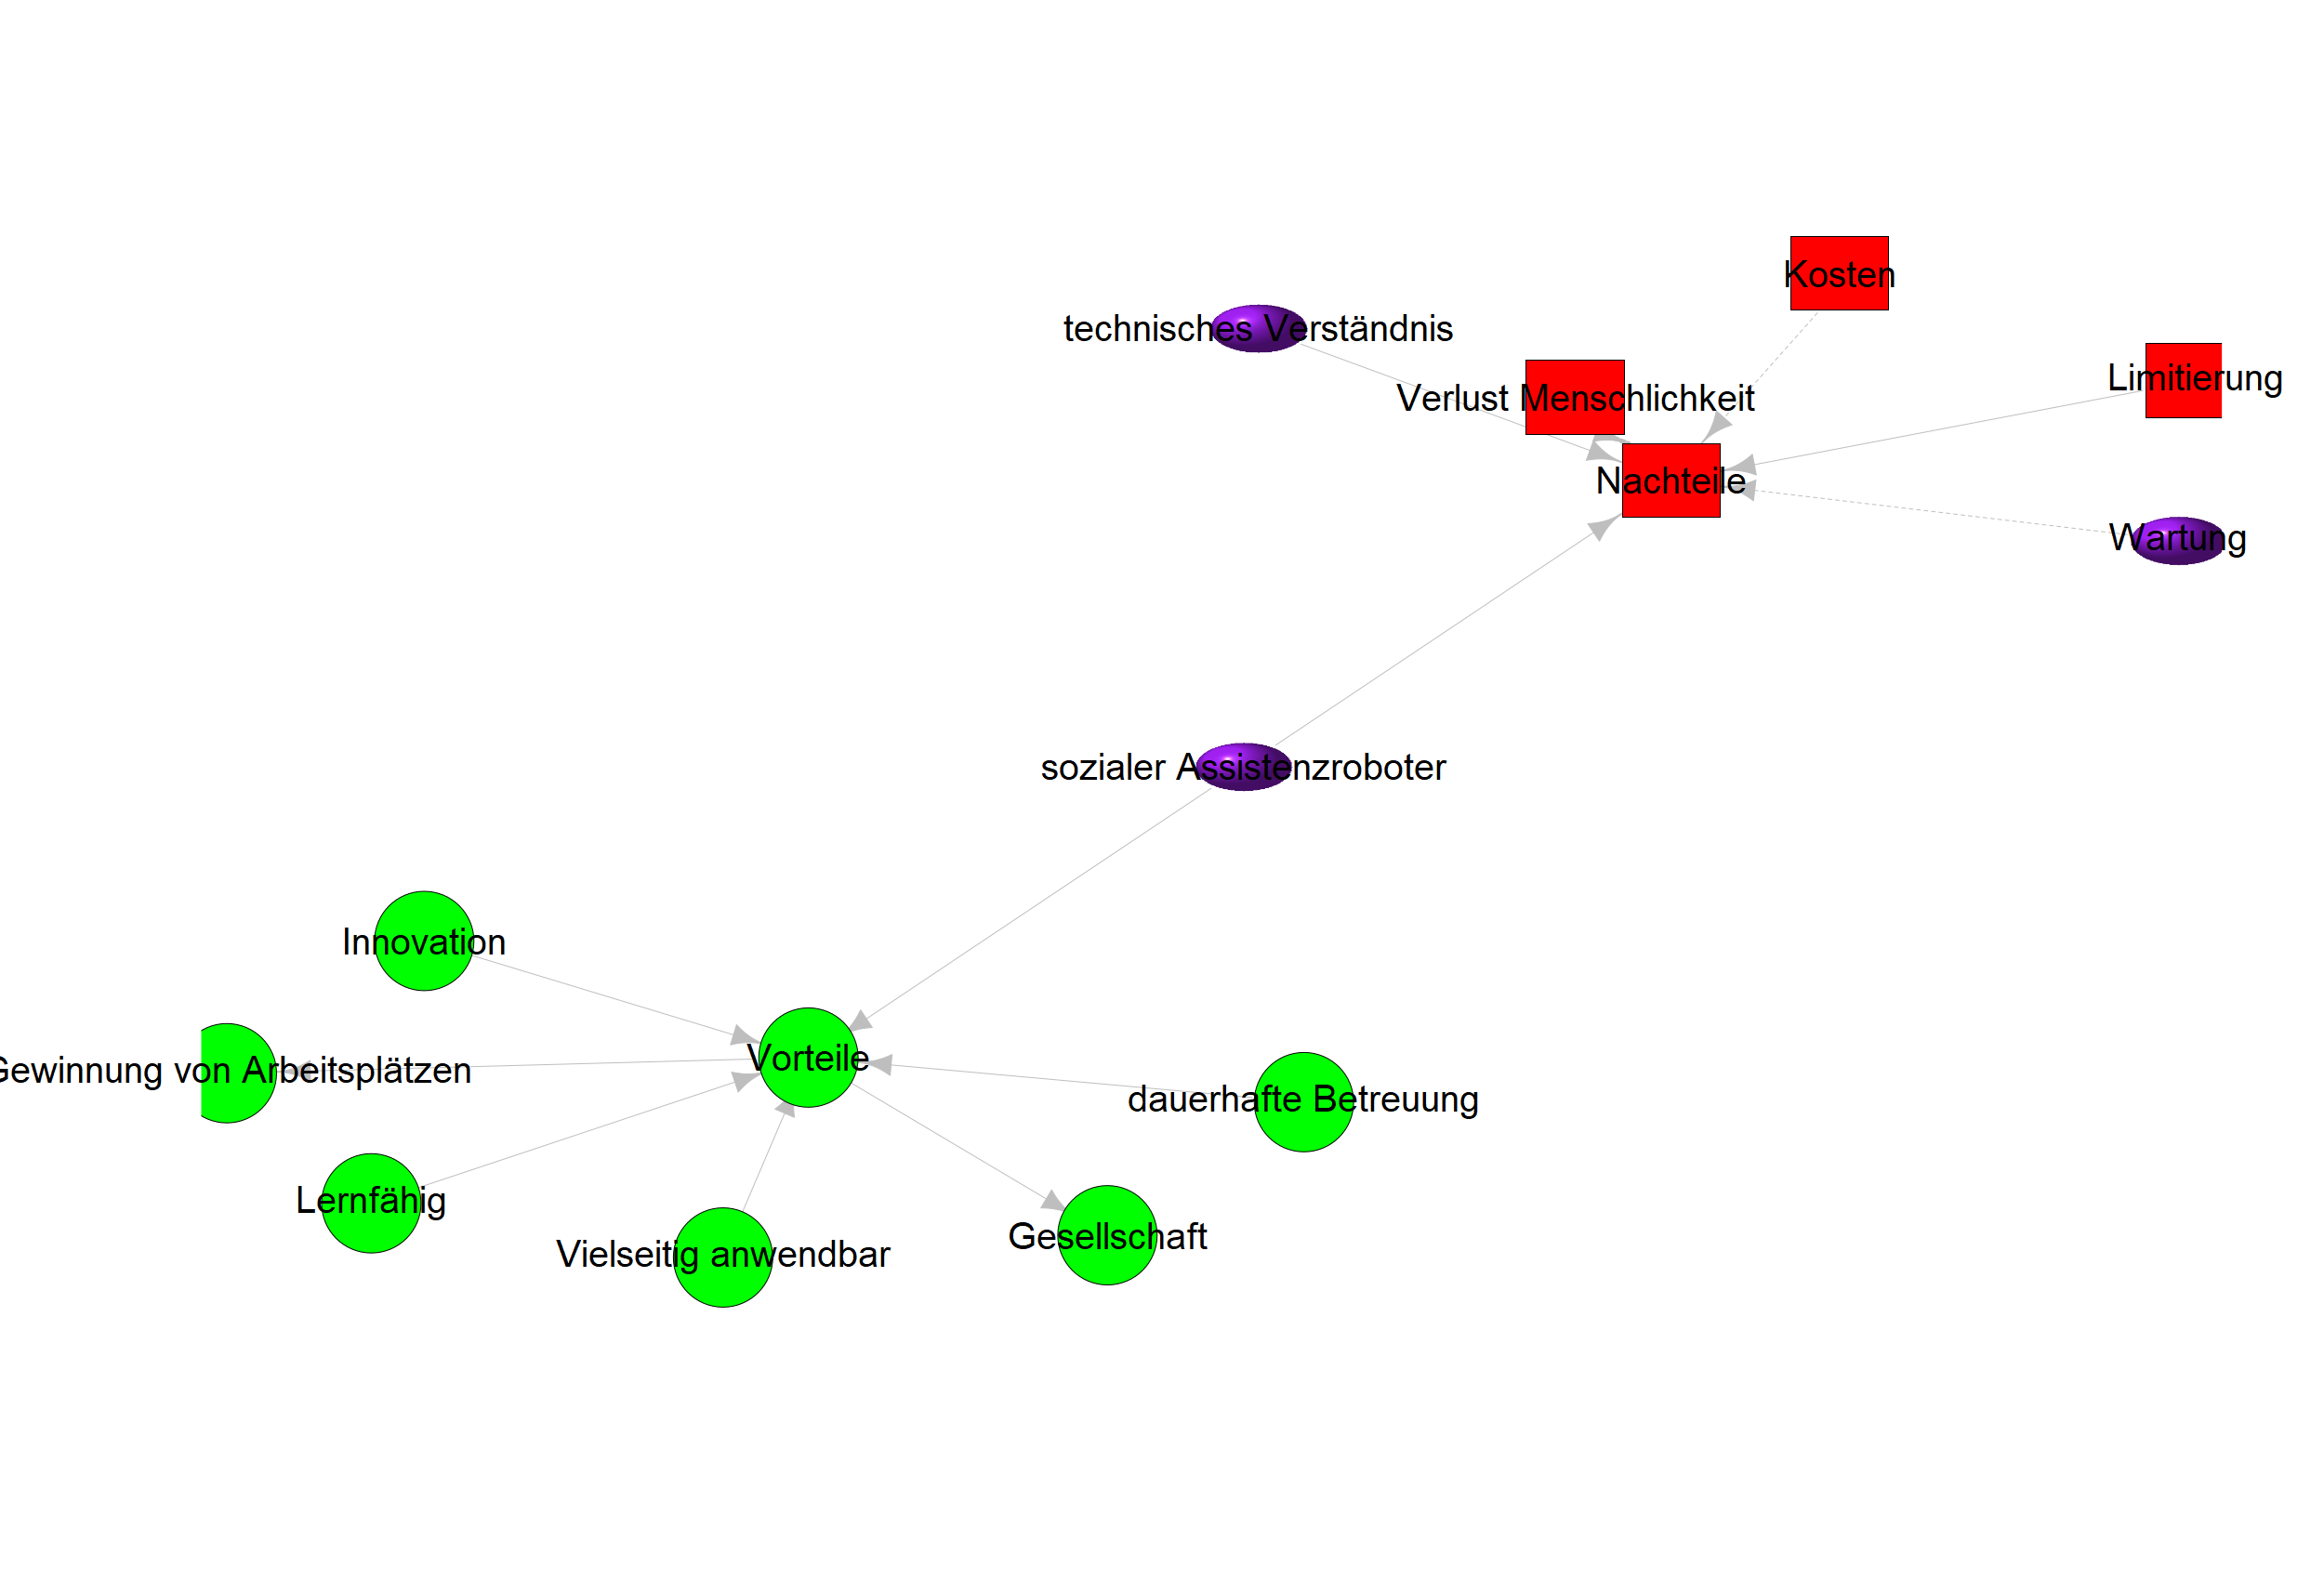 Kosten
technisches Verständnis
Limitierung
Verlust Menschlichkeit
Nachteile
Wartung
sozialer Assistenzroboter
Innovation
Vorteile
Gewinnung von Arbeitsplätzen
dauerhafte Betreuung
Lernfähig
Gesellschaft
Vielseitig anwendbar